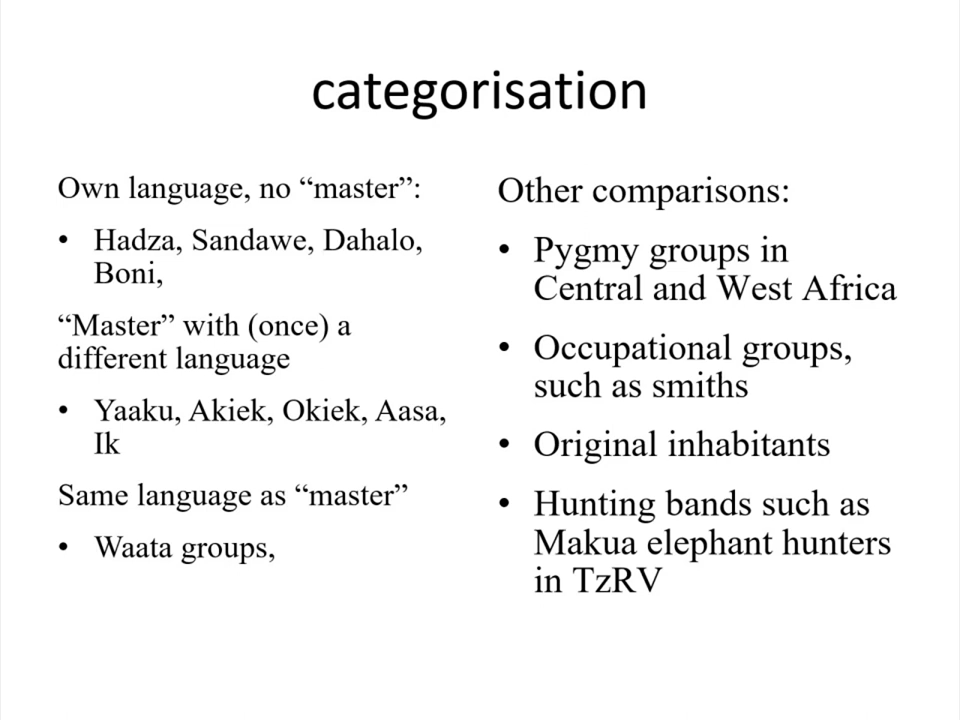 categorisation
Own language, no “master”:
• Hadza, Sandawe, Dahalo,
Boni,
“Master” with (once) a
different language
• Yaaku, Akiek, Okiek, Aasa,
Ik
Same language as “master”
• Waata groups,
Other comparisons:
• Pygmy groups in
Central and West Africa
• Occupational groups,
such as smiths
• Original inhabitants
• Hunting bands such as
Makua elephant hunters
in TzRV